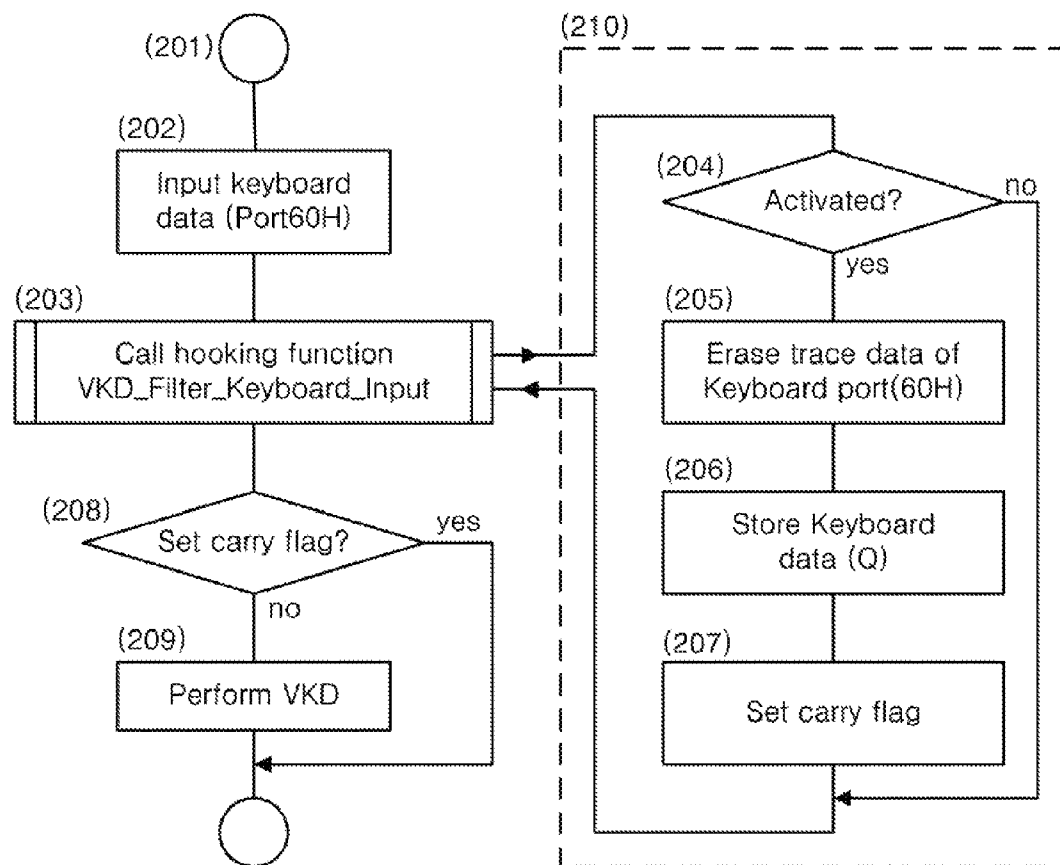 (201)
(202)
Input keyboard
data (Port60H)
(203)
Call hooking function
VKD_Filter_Keyboard_Input
(208)
Set carry flag?
yes
no
(209)
Perform VKD
(210)
(204)
Activated?
no
yes
(205)
Erase trace data of
Keyboard port(60H)
(206)
Store Keyboard
data (Q)
(207)
Set carry flag